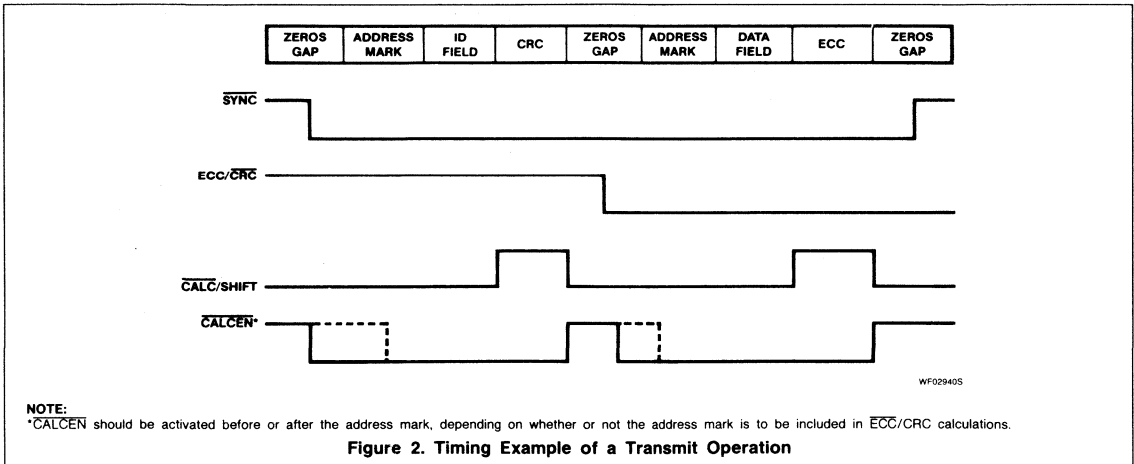 ZEROS GAP ADDRESS MARK ID FIELD CRC ZEROS GAP ADDRESS MARK DATA FIELD ECC ZEROS GAP
SYNC
ECC/CRC
CALC/SHIFT
CALCEN*
WF02940S
NOTE:
*CALCEN should be activated before or after the address mark, depending on whether or not the address mark is to be included in ECC/CRC calculations.
Figure 2. Timing Example of a Transmit Operation